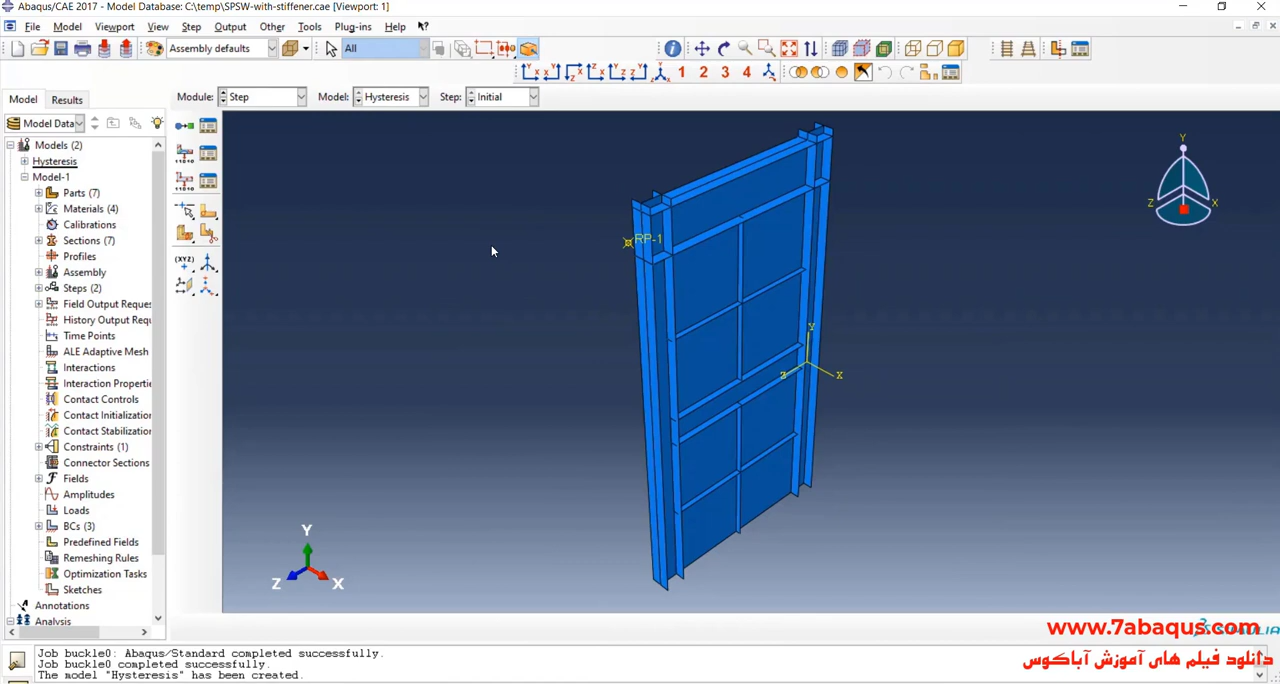 Abaqus/CAE 2017 - Model Database: C:\temp\SPSW-with-stiffener.cae [Viewport: 1]
File Model Viewport View Step Output Other Tools Plug-ins Help
Assembly defaults All
1 2 3 4
Model Results Module: Step Model: Hysteresis Step: Initial
Model Data
Models (2)
Hysteresis
Model-1
Parts (7)
Materials (4)
Calibrations
Sections (7)
Profiles
Assembly
Steps (2)
Field Output Reque
History Output Requ
Time Points
ALE Adaptive Mesh
Interactions
Interaction Propertie
Contact Controls
Contact Initialization
Contact Stabilization
Constraints (1)
Connector Sections
Fields
Amplitudes
Loads
BCs (3)
Predefined Fields
Remeshing Rules
Optimization Tasks
Sketches
Annotations
Analysis
(XYZ)
RP-1
Y
Z X
Y
Z X
Y
Z X
www.7abaqus.com
دانلود فیلم های آموزش آباکوس
Job buckle0: Abaqus/Standard completed successfully.
Job buckle0 completed successfully.
The model "Hysteresis" has been created.